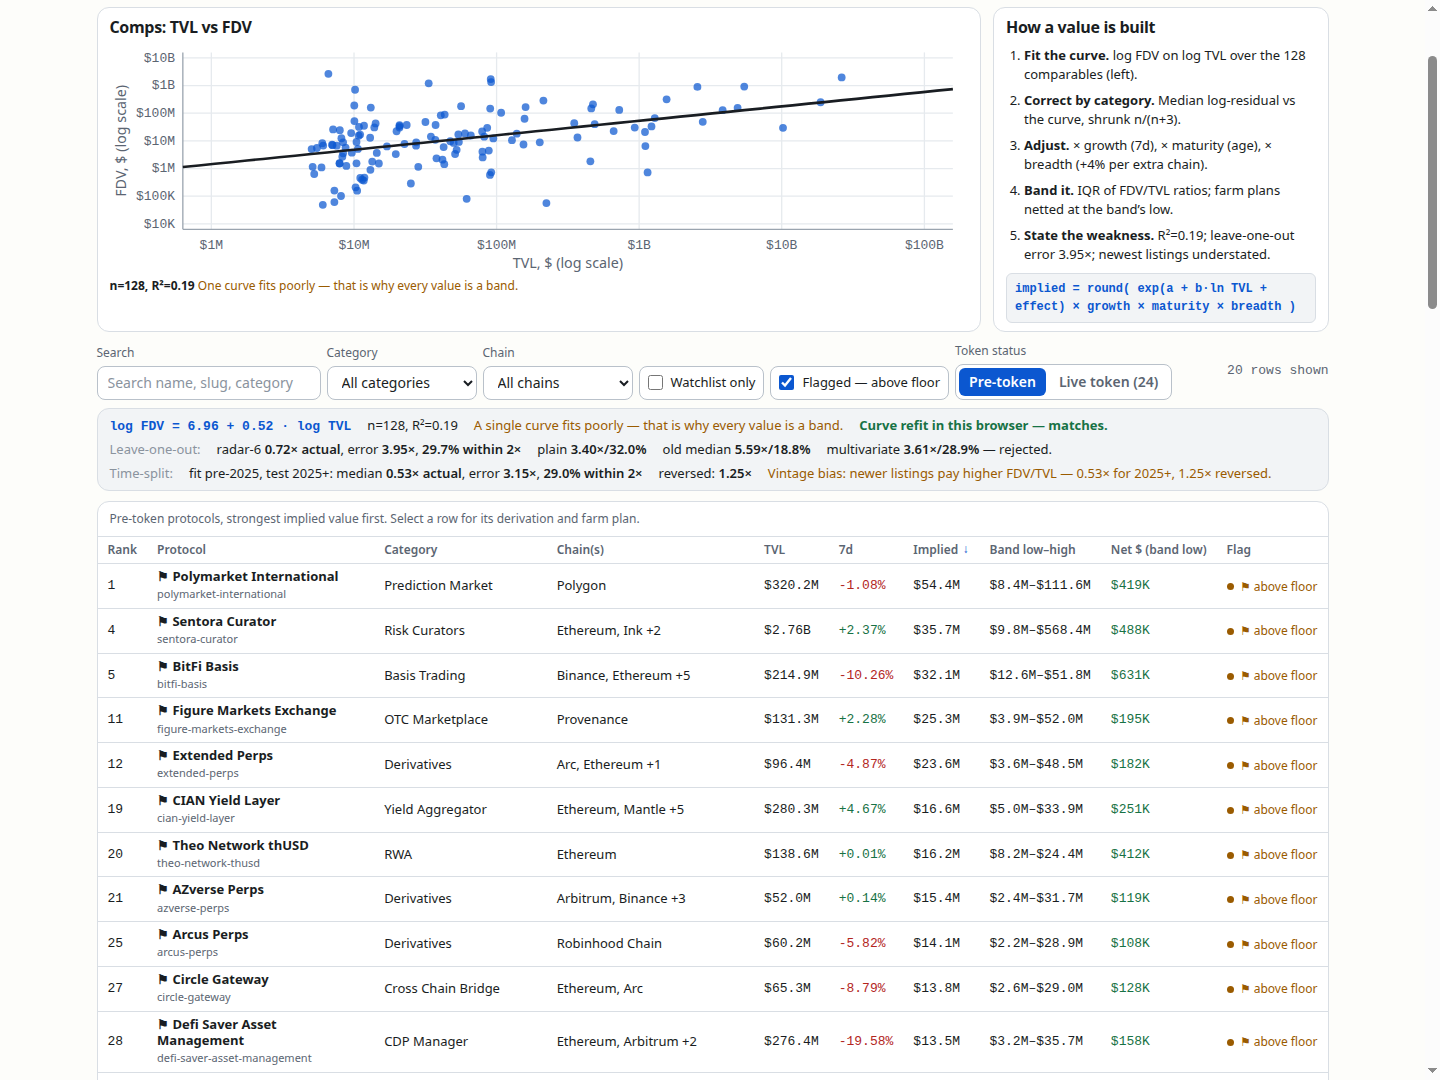 Comps: TVL vs FDV
$10B
$1B
$100M
$10M
$1M
$100K
$10K
FDV, $ (log scale)
$1M $10M $100M $1B $10B $100B
TVL, $ (log scale)
n=128, R²=0.19 One curve fits poorly — that is why every value is a band.
How a value is built
1. Fit the curve. log FDV on log TVL over the 128
comparables (left).
2. Correct by category. Median log-residual vs
the curve, shrunk n/(n+3).
3. Adjust. × growth (7d), × maturity (age), ×
breadth (+4% per extra chain).
4. Band it. IQR of FDV/TVL ratios; farm plans
netted at the band's low.
5. State the weakness. R²=0.19; leave-one-out
error 3.95×; newest listings understated.
implied = round( exp(a + b·ln TVL +
effect) × growth × maturity × breadth )
Search Category Chain Token status
Search name, slug, category All categories All chains Watchlist only Flagged — above floor Pre-token Live token (24) 20 rows shown
log FDV = 6.96 + 0.52 · log TVL n=128, R²=0.19 A single curve fits poorly — that is why every value is a band. Curve refit in this browser — matches.
Leave-one-out: radar-6 0.72× actual, error 3.95×, 29.7% within 2× plain 3.40×/32.0% old median 5.59×/18.8% multivariate 3.61×/28.9% — rejected.
Time-split: fit pre-2025, test 2025+: median 0.53× actual, error 3.15×, 29.0% within 2× reversed: 1.25× Vintage bias: newer listings pay higher FDV/TVL — 0.53× for 2025+, 1.25× reversed.
Pre-token protocols, strongest implied value first. Select a row for its derivation and farm plan.
Rank Protocol Category Chain(s) TVL 7d Implied ↓ Band low–high Net $ (band low) Flag
1 ⚑ Polymarket International Prediction Market Polygon $320.2M -1.08% $54.4M $8.4M–$111.6M $419K ⚑ above floor
polymarket-international
4 ⚑ Sentora Curator Risk Curators Ethereum, Ink +2 $2.76B +2.37% $35.7M $9.8M–$568.4M $488K ⚑ above floor
sentora-curator
5 ⚑ BitFi Basis Basis Trading Binance, Ethereum +5 $214.9M -10.26% $32.1M $12.6M–$51.8M $631K ⚑ above floor
bitfi-basis
11 ⚑ Figure Markets Exchange OTC Marketplace Provenance $131.3M +2.28% $25.3M $3.9M–$52.0M $195K ⚑ above floor
figure-markets-exchange
12 ⚑ Extended Perps Derivatives Arc, Ethereum +1 $96.4M -4.87% $23.6M $3.6M–$48.5M $182K ⚑ above floor
extended-perps
19 ⚑ CIAN Yield Layer Yield Aggregator Ethereum, Mantle +5 $280.3M +4.67% $16.6M $5.0M–$33.9M $251K ⚑ above floor
cian-yield-layer
20 ⚑ Theo Network thUSD RWA Ethereum $138.6M +0.01% $16.2M $8.2M–$24.4M $412K ⚑ above floor
theo-network-thusd
21 ⚑ AZverse Perps Derivatives Arbitrum, Binance +3 $52.0M +0.14% $15.4M $2.4M–$31.7M $119K ⚑ above floor
azverse-perps
25 ⚑ Arcus Perps Derivatives Robinhood Chain $60.2M -5.82% $14.1M $2.2M–$28.9M $108K ⚑ above floor
arcus-perps
27 ⚑ Circle Gateway Cross Chain Bridge Ethereum, Arc $65.3M -8.79% $13.8M $2.6M–$29.0M $128K ⚑ above floor
circle-gateway
28 ⚑ Defi Saver Asset Management CDP Manager Ethereum, Arbitrum +2 $276.4M -19.58% $13.5M $3.2M–$35.7M $158K ⚑ above floor
defi-saver-asset-management